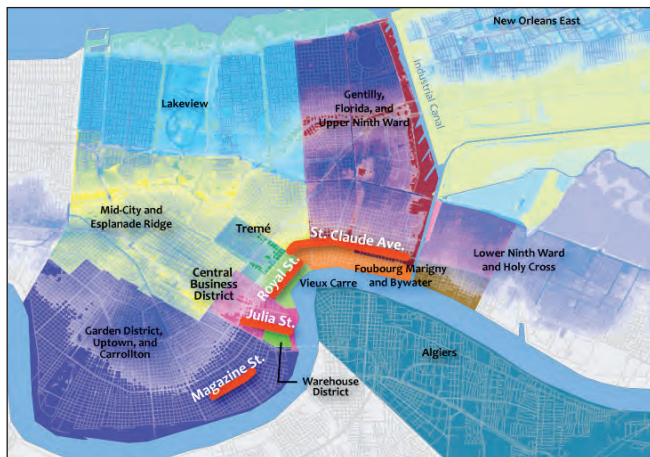 New Orleans East
Industrial Canal
Lakeview
Gentilly,
Florida, and
Upper Ninth Ward
Mid-City and
Esplanade Ridge
Tremé
St. Claude Ave.
Lower Ninth Ward
and Holy Cross
Central
Business
District
Royal St.
Foubourg Marigny
and Bywater
Vieux Carre
Julia St.
Garden District,
Uptown, and
Carrollton
Algiers
Magazine St.
Warehouse
District